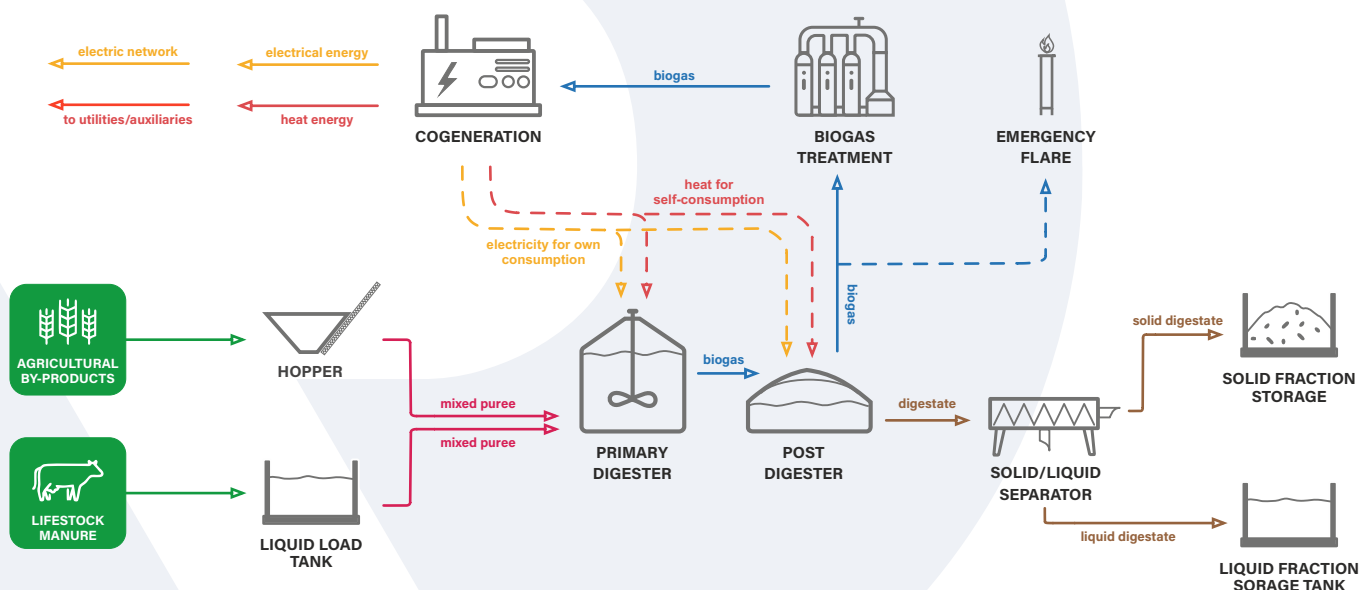 electric network
electrical energy
biogas
to utilities/auxiliaries
heat energy
COGENERATION
BIOGAS
TREATMENT
EMERGENCY
FLARE
heat for
self-consumption
electricity for own
consumption
biogas
AGRICULTURAL
BY-PRODUCTS
HOPPER
biogas
solid digestate
SOLID FRACTION
STORAGE
mixed puree
mixed puree
digestate
PRIMARY
DIGESTER
POST
DIGESTER
SOLID/LIQUID
SEPARATOR
LIFESTOCK
MANURE
LIQUID LOAD
TANK
liquid digestate
LIQUID FRACTION
SORAGE TANK